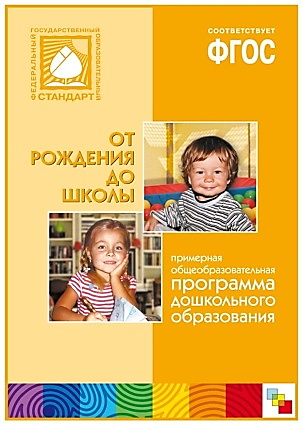 ГОСУДАРСТВЕННЫЙ
ФЕДЕРАЛЬНЫЙ
ОБРАЗОВАТЕЛЬНЫЙ
СТАНДАРТ
СООТВЕТСТВУЕТ
ФГОС
ОТ
РОЖДЕНИЯ
ДО
ШКОЛЫ
примерная
общеобразовательная
программа
дошкольного
образования